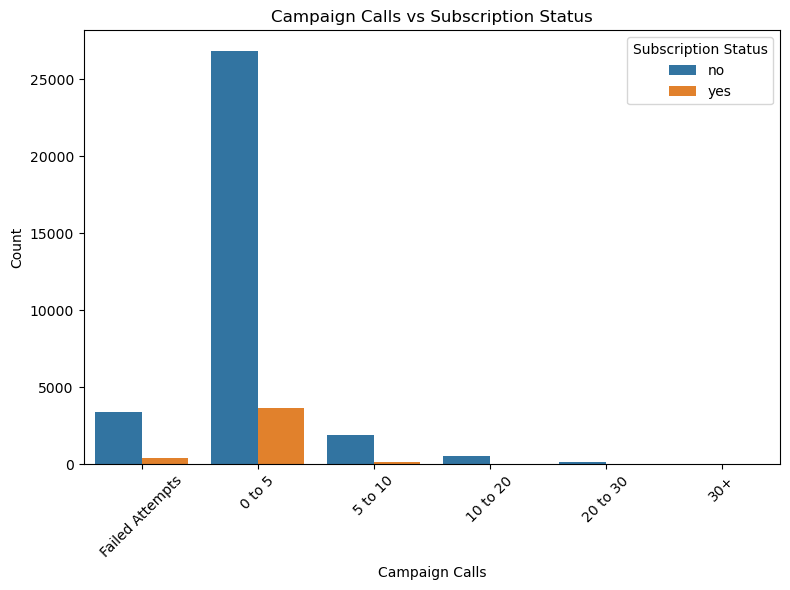 Campaign Calls vs Subscription Status
Subscription Status
no
yes
Count
25000
20000
15000
10000
5000
0
Failed Attempts
0 to 5
5 to 10
10 to 20
20 to 30
30+
Campaign Calls